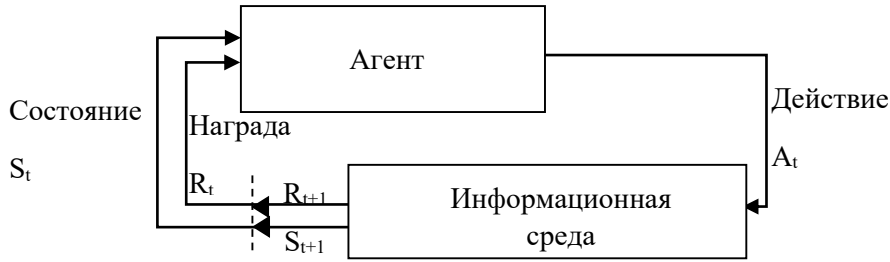 Агент
Состояние
S_t
Награда
R_t
R_{t+1}
S_{t+1}
Информационная
среда
Действие
A_t